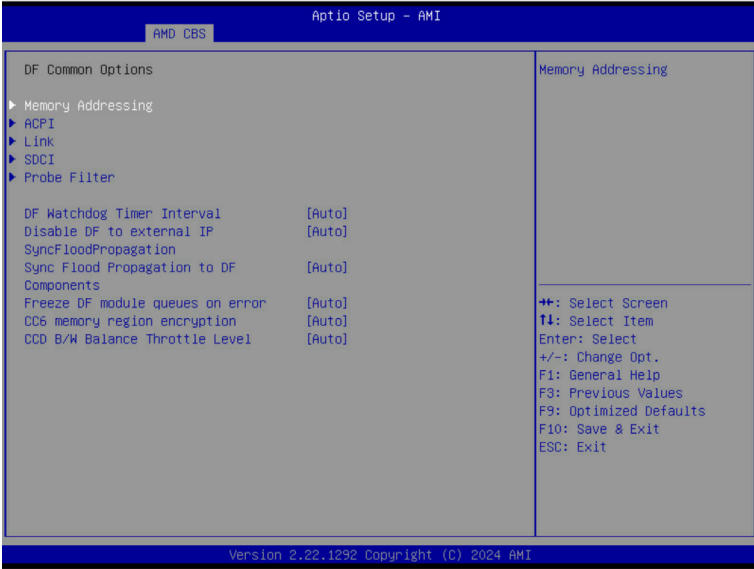 Aptio Setup - AMI
AMD CBS
DF Common Options
Memory Addressing
ACPI
Link
SDCI
Probe Filter
DF Watchdog Timer Interval [Auto]
Disable DF to external IP [Auto]
SyncFloodPropagation
Sync Flood Propagation to DF [Auto]
Components
Freeze DF module queues on error [Auto]
CC6 memory region encryption [Auto]
CCD B/W Balance Throttle Level [Auto]
Memory Addressing
→←: Select Screen
↑↓: Select Item
Enter: Select
+/-: Change Opt.
F1: General Help
F3: Previous Values
F9: Optimized Defaults
F10: Save & Exit
ESC: Exit
Version 2.22.1292 Copyright (C) 2024 AMI